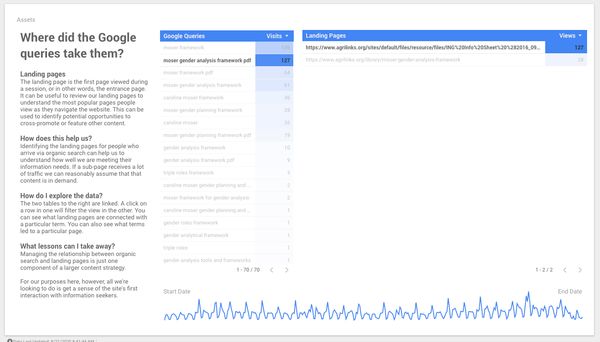 Assets
Where did the Google
queries take them?
Landing pages
The landing page is the first page viewed during
a session, or in other words, the entrance page.
It can be useful to review our landing pages to
understand the most popular pages people
view as they navigate the website. This can be
used to identify potential opportunities to
cross-promote or feature other content.
How does this help us?
Identifying the landing pages for people who
arrive via organic search can help us to
understand how well we are meeting their
information needs. If a sub-page receives a lot
of traffic we can reasonably assume that that
content is in demand.
How do I explore the data?
The two tables to the right are linked. A click on
a row in one will filter the view in the other. You
can see what landing pages are connected with
a particular term. You can also see what terms
led to a particular page.
What lessons can I take away?
Managing the relationship between organic
search and landing pages is just one
component of a larger content strategy.
For our purposes here, however, all we're
looking to do is get a sense of the site's first
interaction with information seekers.
Google Queries Visits
moser framework
moser gender analysis framework pdf 127
moser framework pdf 64
moser gender analysis framework 61
caroline moser framework 46
moser gender planning framework 38
caroline moser 36
moser gender planning framework pdf 19
gender analysis framework 10
gender analysis framework pdf 9
triple roles framework 3
caroline moser gender planning and ... 2
moser framework for gender analysis 2
caroline moser gender planning and ... 1
gender roles framework 1
gender analytical framework 1
triple roles 1
gender analysis tools and frameworks 1
1 - 70 / 70
Landing Pages Views
https://www.agrilinks.org/sites/default/files/resource/files/ING%20Info%20Sheet%20%282016_09... 127
https://www.agrilinks.org/library/moser-gender-analysis-framework
1 - 2 / 2
Start Date
End Date